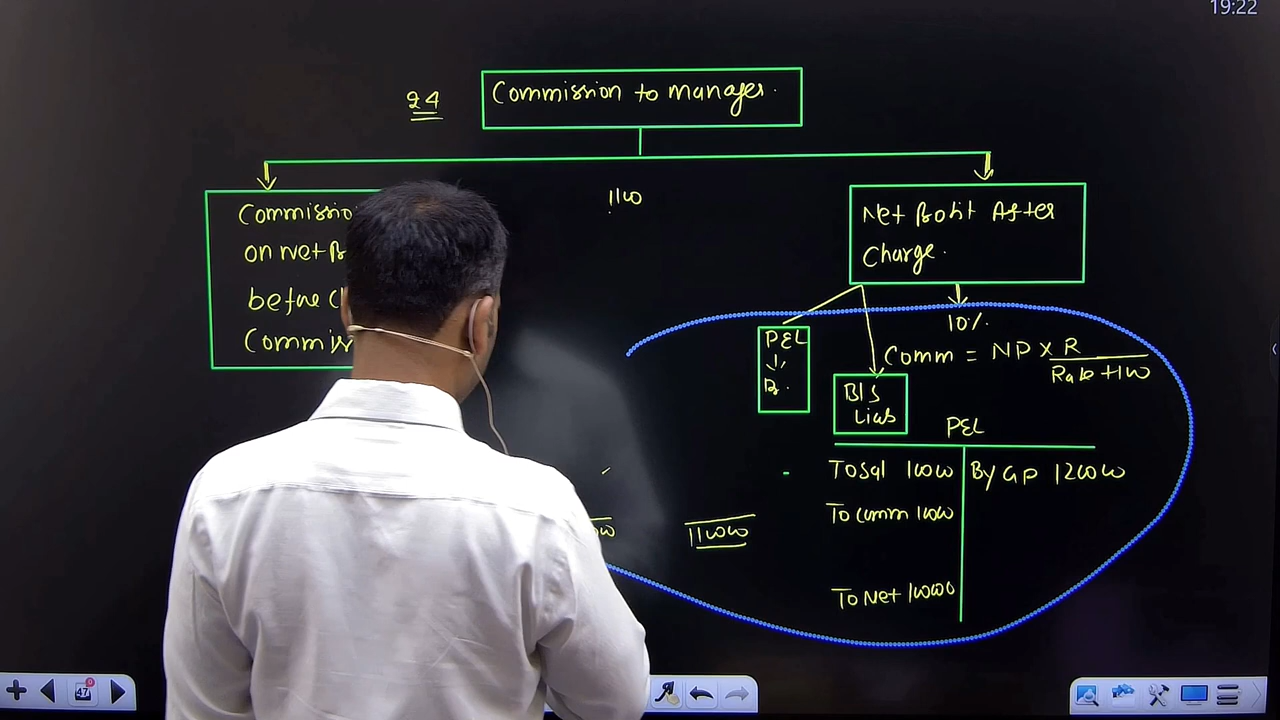 19:22
24
Commission to manager.
1100
Commissio
on net
before
Commis
Net Profit After
Charge.
10%
P&L
Dr.
Comm = NP × R
Rate +100
B/S
Liab
P&L
To Sal 1000
By GP 12000
To Comm 1000
11000
To Net 10000
47